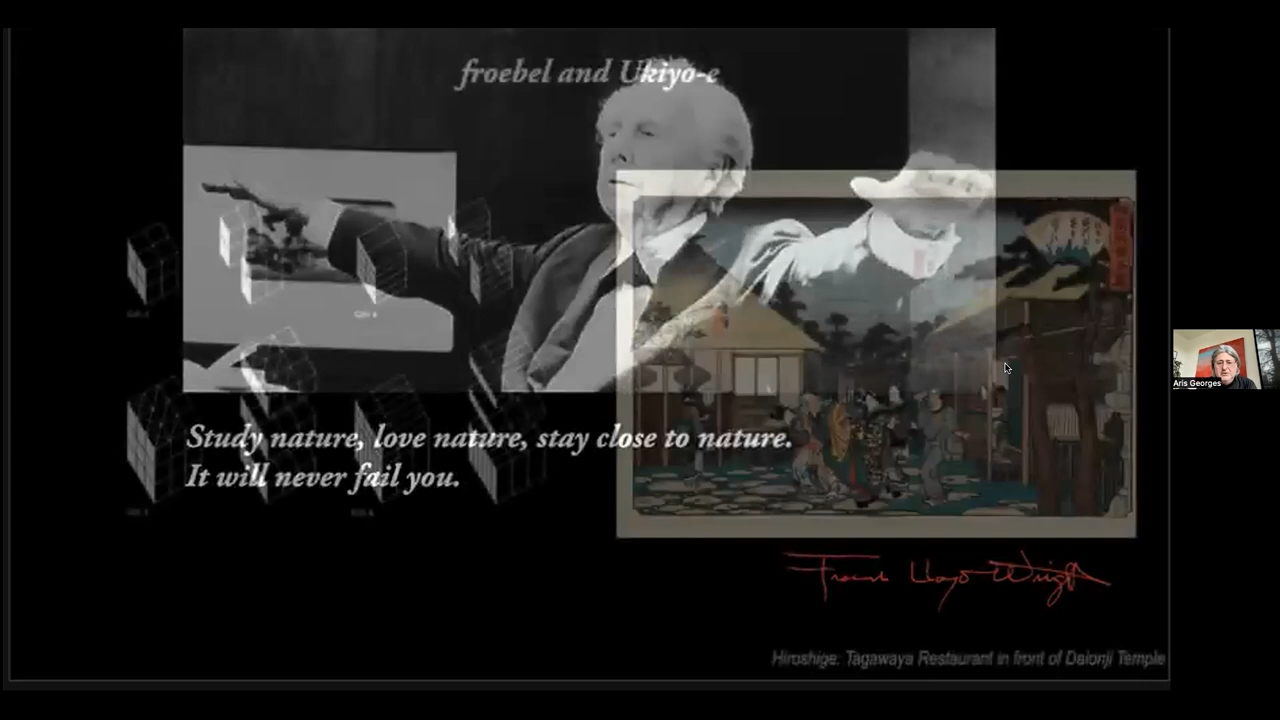 froebel and Ukiyo-e
Study nature, love nature, stay close to nature.
It will never fail you.
Frank Lloyd Wright
Hiroshige: Tagawaya Restaurant in front of Daionji Temple
Aris Georges